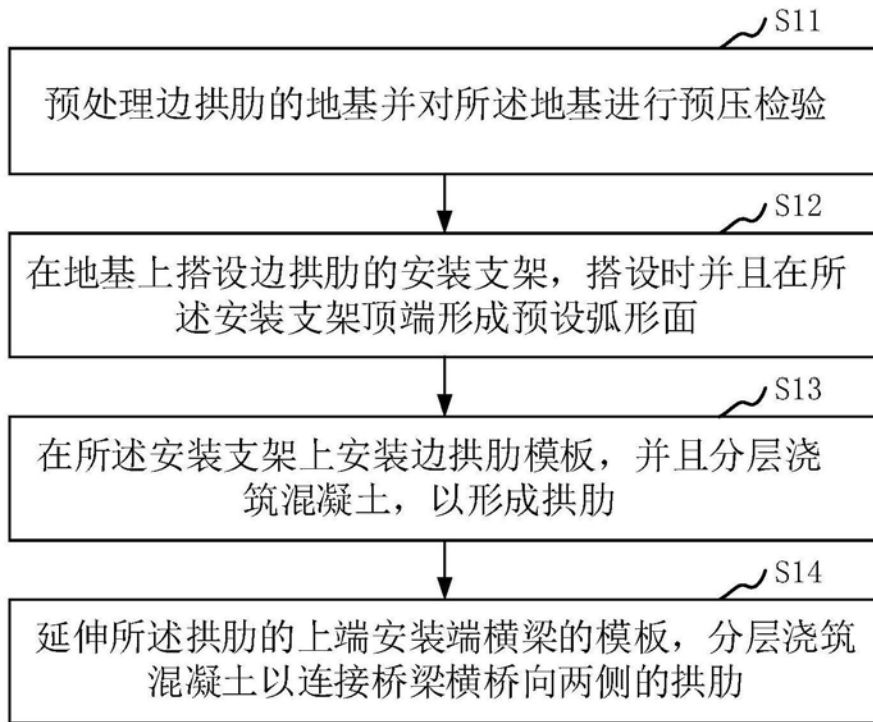 S11
预处理边拱肋的地基并对所述地基进行预压检验
S12
在地基上搭设边拱肋的安装支架，搭设时并且在所
述安装支架顶端形成预设弧形面
S13
在所述安装支架上安装边拱肋模板，并且分层浇
筑混凝土，以形成拱肋
S14
延伸所述拱肋的上端安装端横梁的模板，分层浇筑
混凝土以连接桥梁横桥向两侧的拱肋